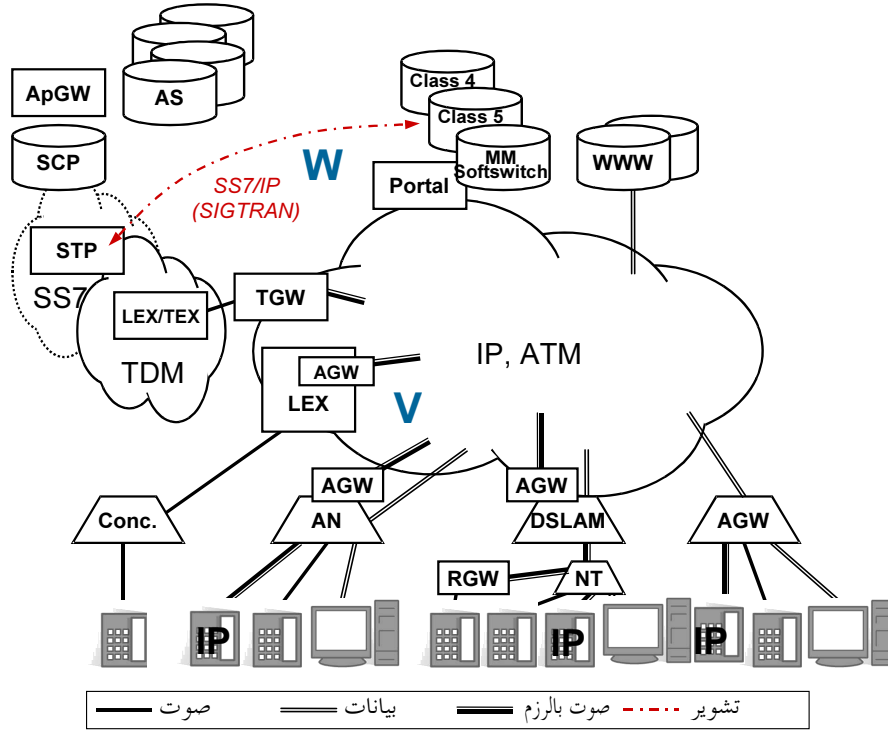 ApGW
AS
Class 4
Class 5
MM
Softswitch
WWW
SCP
W
SS7/IP
(SIGTRAN)
Portal
STP
SS7
LEX/TEX
TGW
TDM
IP, ATM
AGW
LEX
V
AGW
AGW
Conc.
AN
DSLAM
AGW
RGW
NT
IP
IP
IP
صوت
بيانات
صوت بالرزم
تشوير